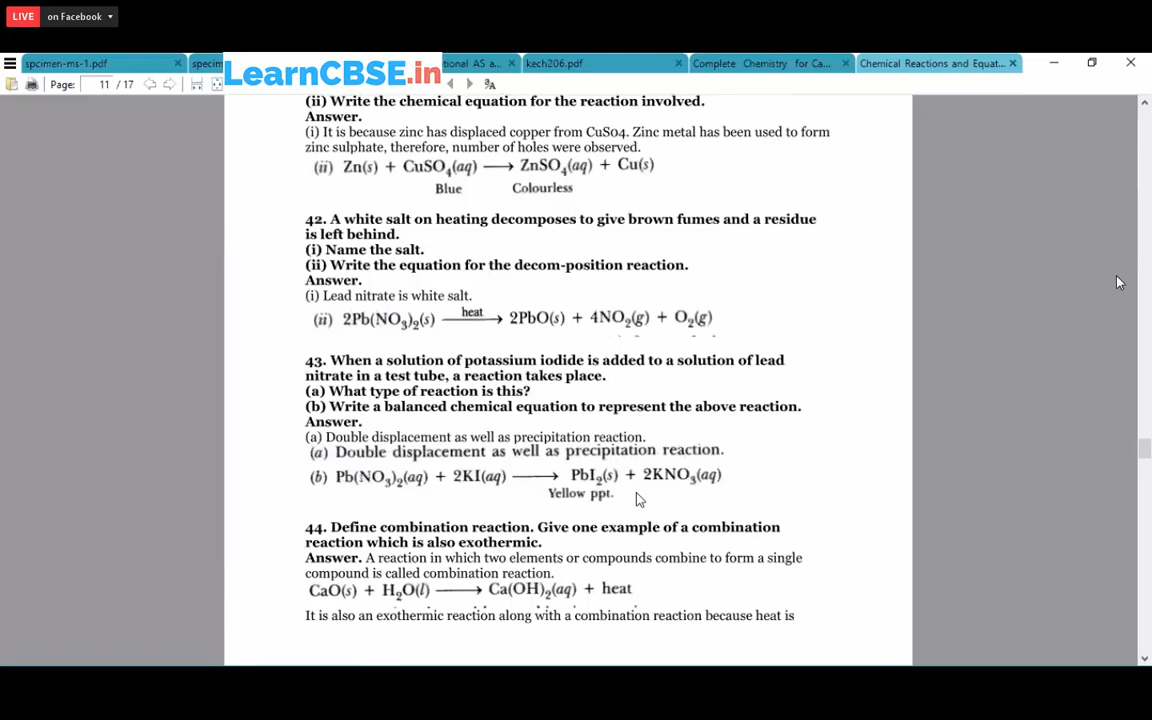 LIVE on Facebook
spcimen-ms-1.pdf
specim
LearnCBSE.in
tional AS a...
kech206.pdf
Complete Chemistry for Ca...
Chemical Reactions and Equat...
Page: 11 / 17
(ii) Write the chemical equation for the reaction involved.
Answer.
(i) It is because zinc has displaced copper from CuS04. Zinc metal has been used to form
zinc sulphate, therefore, number of holes were observed.
(ii) Zn(s) + CuSO₄(aq) ⟶ ZnSO₄(aq) + Cu(s)
Blue Colourless
42. A white salt on heating decomposes to give brown fumes and a residue
is left behind.
(i) Name the salt.
(ii) Write the equation for the decom-position reaction.
Answer.
(i) Lead nitrate is white salt.
heat
(ii) 2Pb(NO₃)₂(s) ⟶ 2PbO(s) + 4NO₂(g) + O₂(g)
43. When a solution of potassium iodide is added to a solution of lead
nitrate in a test tube, a reaction takes place.
(a) What type of reaction is this?
(b) Write a balanced chemical equation to represent the above reaction.
Answer.
(a) Double displacement as well as precipitation reaction.
(a) Double displacement as well as precipitation reaction.
(b) Pb(NO₃)₂(aq) + 2KI(aq) ⟶ PbI₂(s) + 2KNO₃(aq)
Yellow ppt.
44. Define combination reaction. Give one example of a combination
reaction which is also exothermic.
Answer. A reaction in which two elements or compounds combine to form a single
compound is called combination reaction.
CaO(s) + H₂O(l) ⟶ Ca(OH)₂(aq) + heat
It is also an exothermic reaction along with a combination reaction because heat is